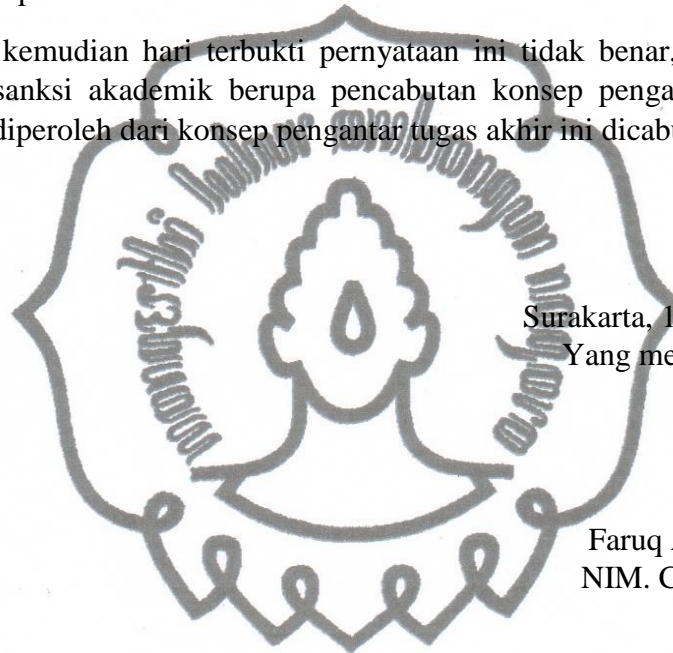 kemudian hari terbukti pernyataan ini tidak benar,
sanksi akademik berupa pencabutan konsep penga
diperoleh dari konsep pengantar tugas akhir ini dicabu
Surakarta, 1
Yang me
Faruq
NIM. C